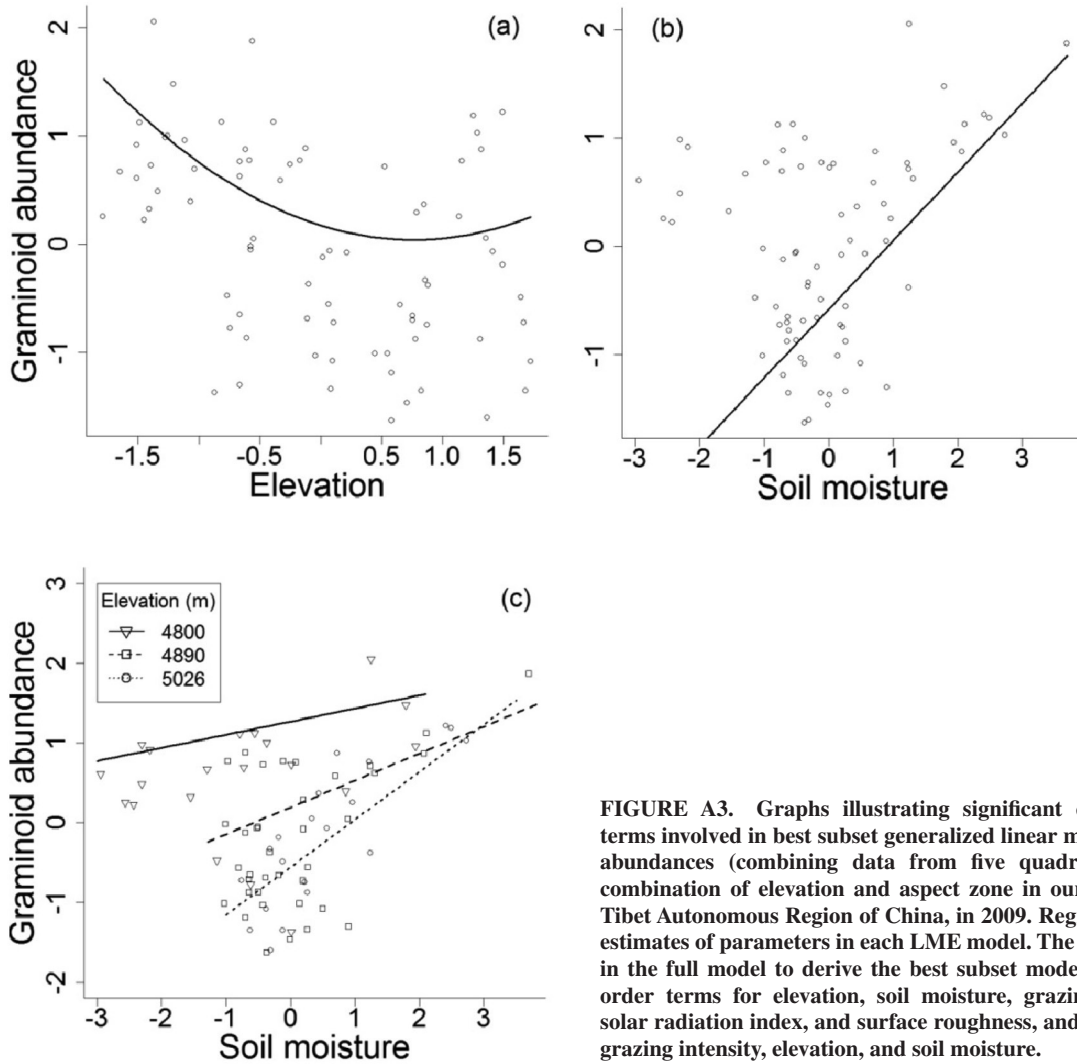 (a)
Graminoid abundance
2
1
0
-1
-1.5
-0.5
0.5
1.0
1.5
Elevation
(b)
2
1
0
-1
-3
-2
-1
0
1
2
3
Soil moisture
(c)
Graminoid abundance
3
2
1
0
-1
-2
Elevation (m)
4800
4890
5026
-3
-2
-1
0
1
2
3
Soil moisture
FIGURE A3. Graphs illustrating significant
terms involved in best subset generalized linear
abundances (combining data from five
combination of elevation and aspect zone in our
Tibet Autonomous Region of China, in 2009.
estimates of parameters in each LME model. The
in the full model to derive the best subset
order terms for elevation, soil moisture,
solar radiation index, and surface roughness, and
grazing intensity, elevation, and soil moisture.